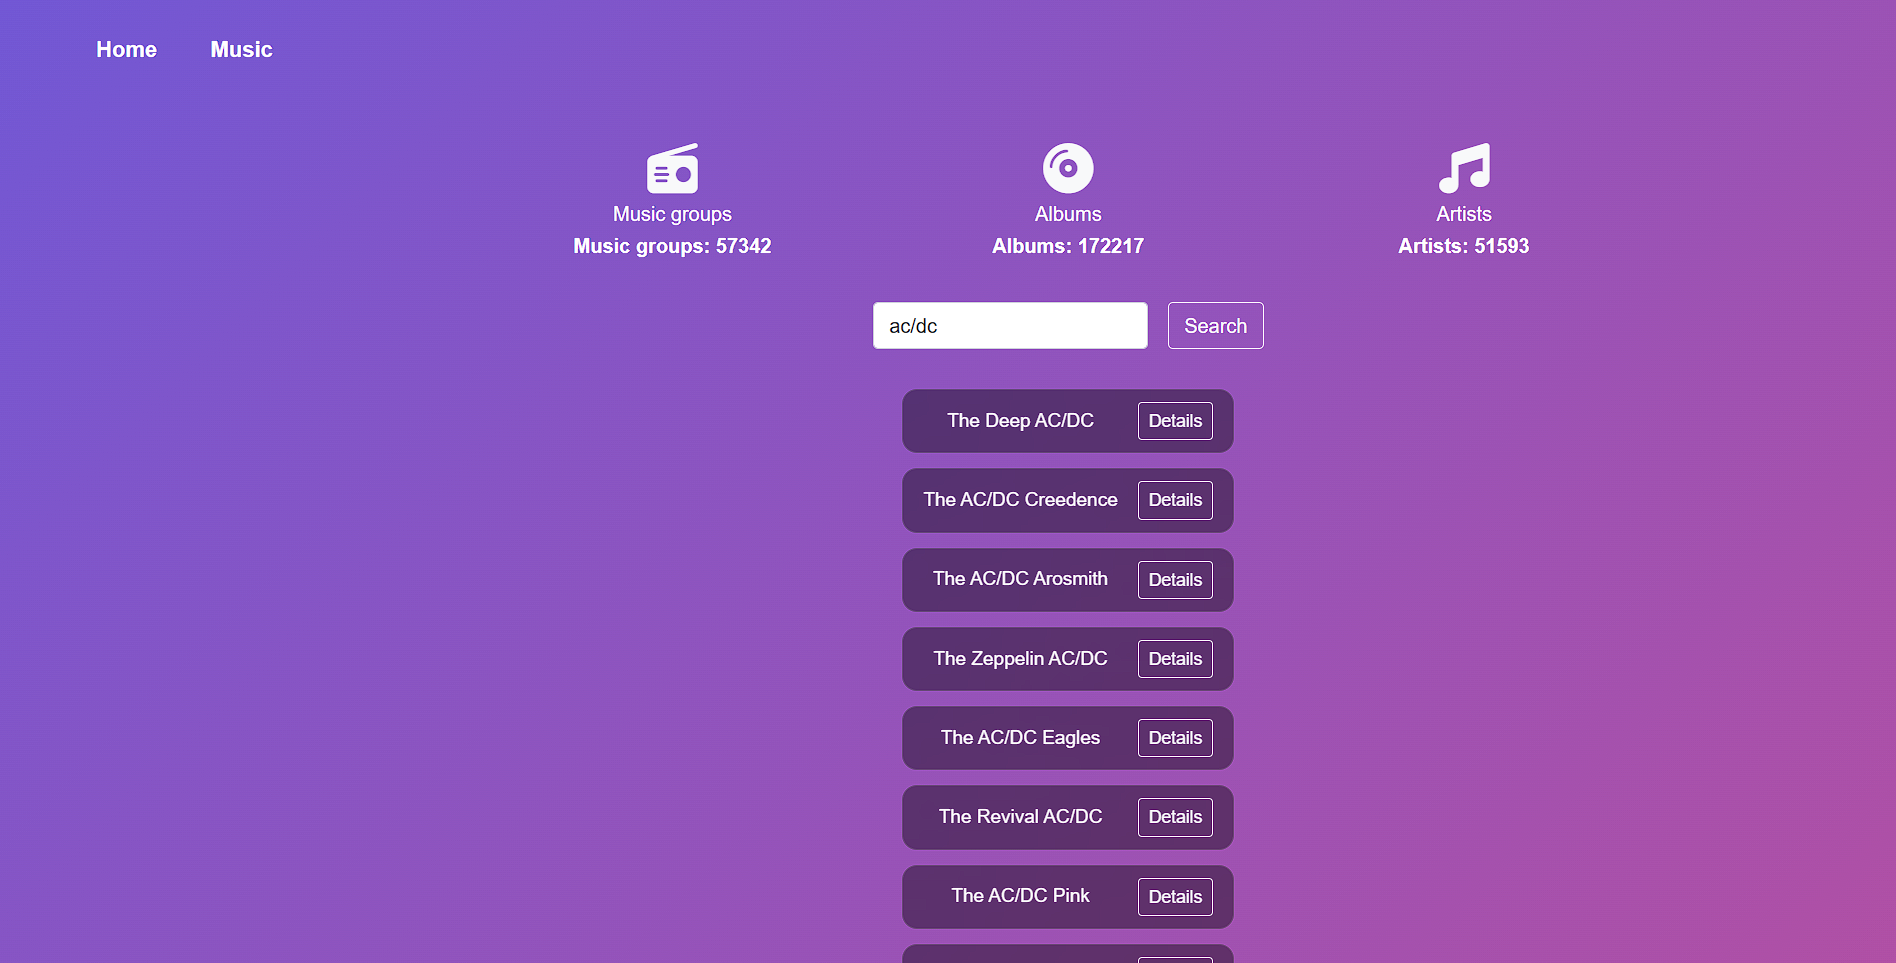 Home Music
Music groups Albums Artists
Music groups: 57342 Albums: 172217 Artists: 51593
ac/dc Search
The Deep AC/DC Details
The AC/DC Creedence Details
The AC/DC Arosmith Details
The Zeppelin AC/DC Details
The AC/DC Eagles Details
The Revival AC/DC Details
The AC/DC Pink Details